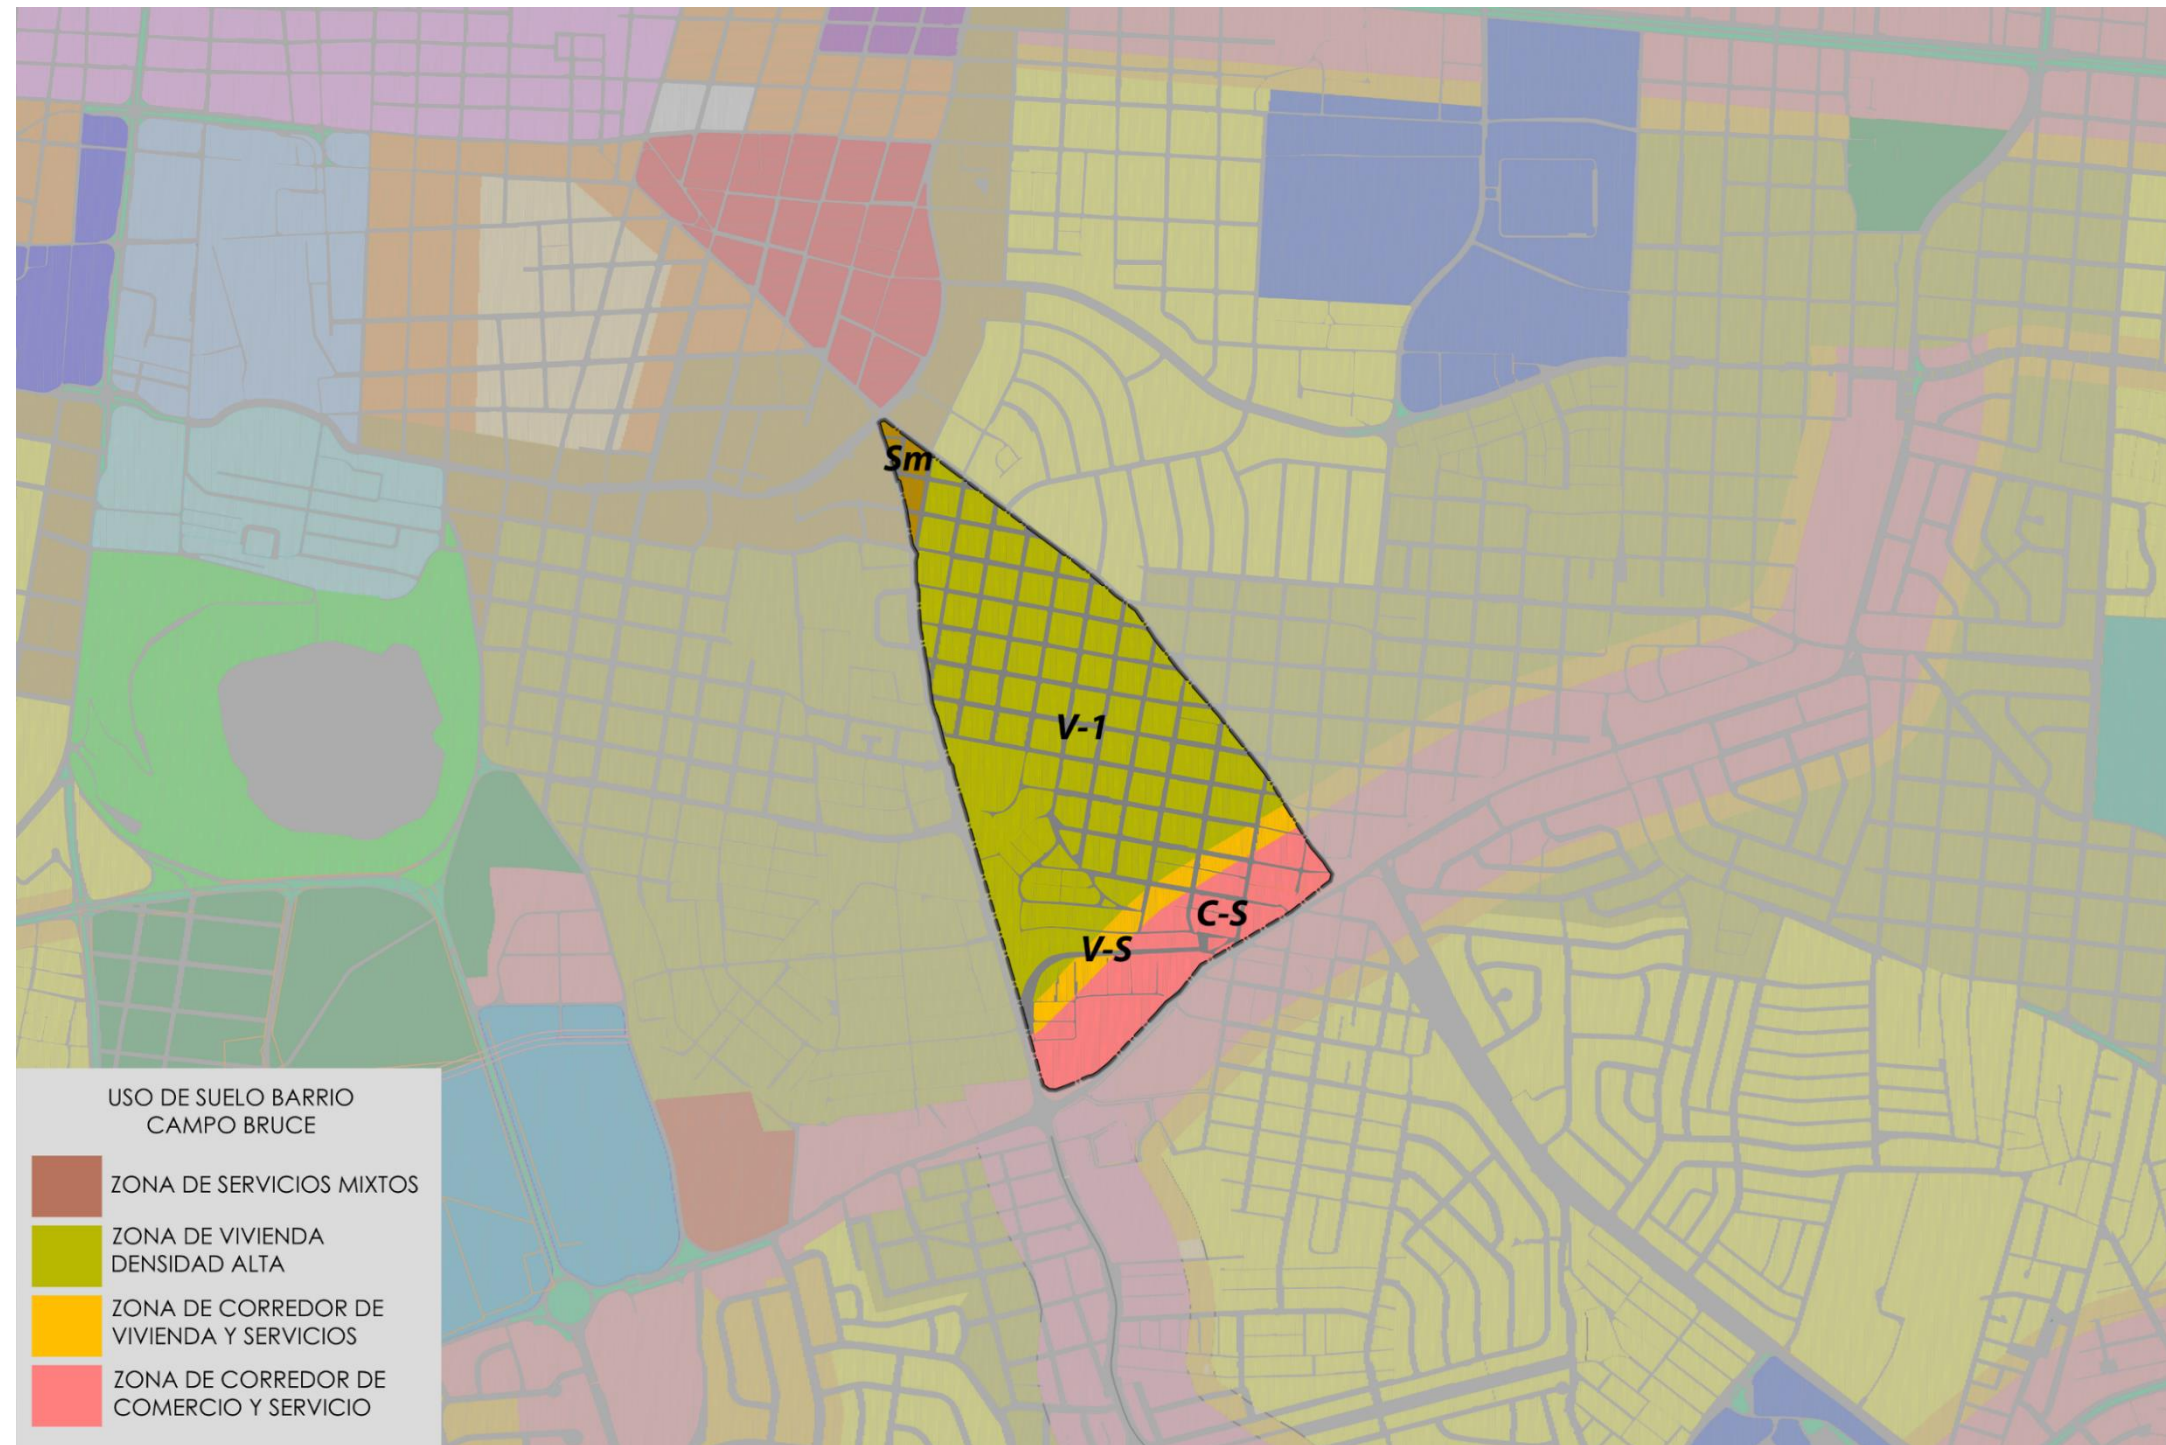 Sm
V-1
C-S
V-S
USO DE SUELO BARRIO
CAMPO BRUCE
ZONA DE SERVICIOS MIXTOS
ZONA DE VIVIENDA
DENSIDAD ALTA
ZONA DE CORREDOR DE
VIVIENDA Y SERVICIOS
ZONA DE CORREDOR DE
COMERCIO Y SERVICIO